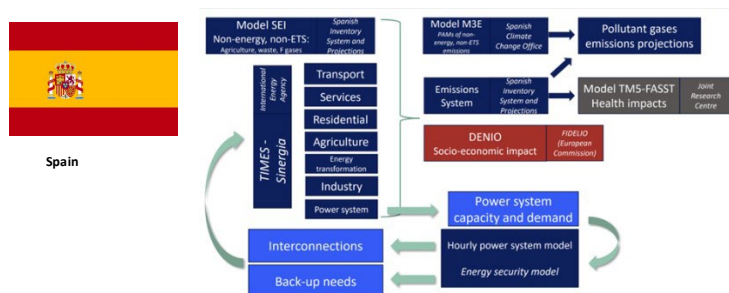 Spain
Model SEI
Non-energy, non-ETS:
Agriculture, waste, F gases
Spanish
Inventory
System and
Projections
International
Energy
Agency
TIMES -
Sinergia
Transport
Services
Residential
Agriculture
Energy
transformation
Industry
Power system
Model M3E
PAMs of non-
energy, non-ETS
emissions
Spanish
Climate
Change Office
Pollutant gases
emissions projections
Emissions
System
Spanish
Inventory
System and
Projections
Model TM5-FASST
Health impacts
Joint
Research
Centre
DENIO
Socio-economic impact
FIDELIO
(European
Commission)
Power system
capacity and demand
Interconnections
Hourly power system model
Energy security model
Back-up needs